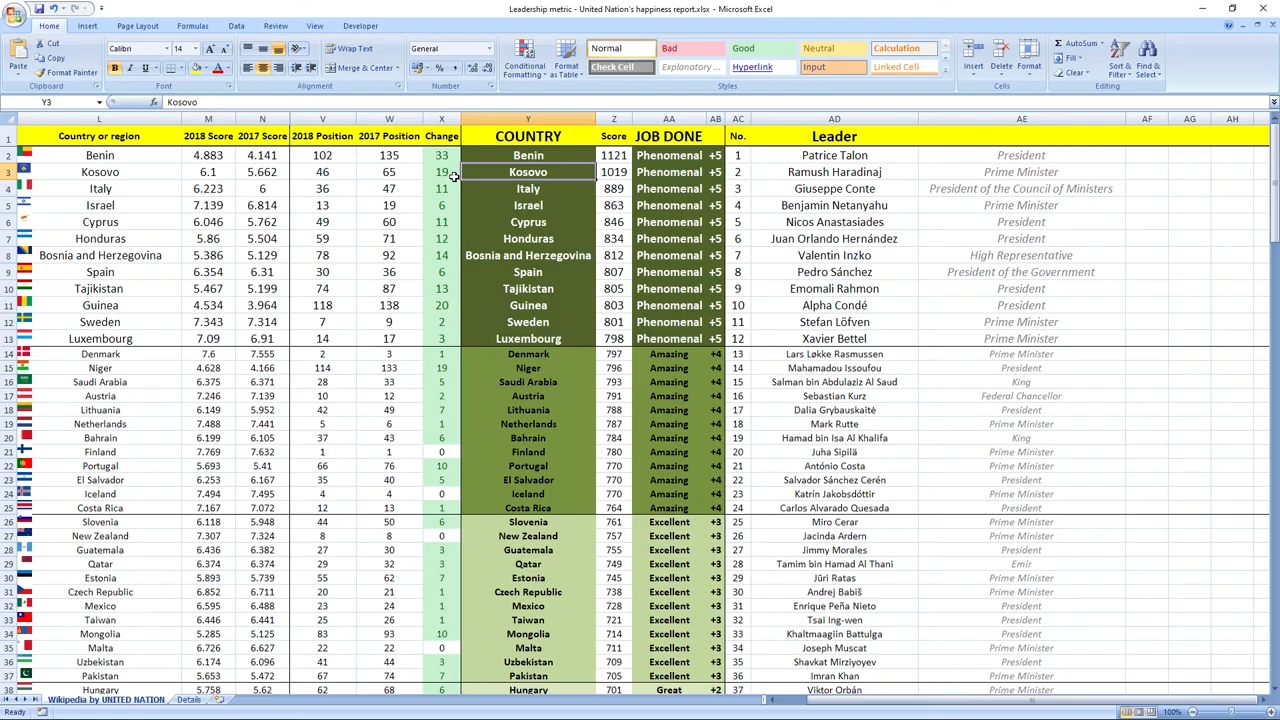 Leadership metric - United Nation's happiness report.xlsx - Microsoft Excel
Home Insert Page Layout Formulas Data Review View Developer
Cut Calibri 14 Wrap Text General Normal Bad Good Neutral Calculation AutoSum
Copy Fill
Paste Format Painter Merge & Center Conditional Formatting Format as Table Check Cell Explanatory ... Hyperlink Input Linked Cell Insert Delete Format Clear Sort & Filter Find & Select
Clipboard Font Alignment Number Styles Cells Editing
Y3 Kosovo
L M N V W X Y Z AA AB AC AD AE AF AG AH
1 Country or region 2018 Score 2017 Score 2018 Position 2017 Position Change COUNTRY Score JOB DONE No. Leader
2 Benin 4.883 4.141 102 135 33 Benin 1121 Phenomenal +5 1 Patrice Talon President
3 Kosovo 6.1 5.662 46 65 19 Kosovo 1019 Phenomenal +5 2 Ramush Haradinaj Prime Minister
4 Italy 6.223 6 36 47 11 Italy 889 Phenomenal +5 3 Giuseppe Conte President of the Council of Ministers
5 Israel 7.139 6.814 13 19 6 Israel 863 Phenomenal +5 4 Benjamin Netanyahu Prime Minister
6 Cyprus 6.046 5.762 49 60 11 Cyprus 846 Phenomenal +5 5 Nicos Anastasiades President
7 Honduras 5.86 5.504 59 71 12 Honduras 834 Phenomenal +5 6 Juan Orlando Hernández President
8 Bosnia and Herzegovina 5.386 5.129 78 92 14 Bosnia and Herzegovina 812 Phenomenal +5 7 Valentin Inzko High Representative
9 Spain 6.354 6.31 30 36 6 Spain 807 Phenomenal +5 8 Pedro Sánchez President of the Government
10 Tajikistan 5.467 5.199 74 87 13 Tajikistan 805 Phenomenal +5 9 Emomali Rahmon President
11 Guinea 4.534 3.964 118 138 20 Guinea 803 Phenomenal +5 10 Alpha Condé President
12 Sweden 7.343 7.314 7 9 2 Sweden 801 Phenomenal +5 11 Stefan Löfven Prime Minister
13 Luxembourg 7.09 6.91 14 17 3 Luxembourg 798 Phenomenal +5 12 Xavier Bettel Prime Minister
14 Denmark 7.6 7.555 2 3 1 Denmark 797 Amazing +4 13 Lars Løkke Rasmussen Prime Minister
15 Niger 4.628 4.166 114 133 19 Niger 796 Amazing +4 14 Mahamadou Issoufou President
16 Saudi Arabia 6.375 6.371 28 33 5 Saudi Arabia 793 Amazing +4 15 Salman bin Abdulaziz Al Saud King
17 Austria 7.246 7.139 10 12 2 Austria 791 Amazing +4 16 Sebastian Kurz Federal Chancellor
18 Lithuania 6.149 5.952 42 49 7 Lithuania 788 Amazing +4 17 Dalia Grybauskaitė President
19 Netherlands 7.488 7.441 5 6 1 Netherlands 787 Amazing +4 18 Mark Rutte Prime Minister
20 Bahrain 6.199 6.105 37 43 6 Bahrain 784 Amazing +4 19 Hamad bin Isa Al Khalifa King
21 Finland 7.769 7.632 1 1 0 Finland 780 Amazing +4 20 Juha Sipilä Prime Minister
22 Portugal 5.693 5.41 66 76 10 Portugal 770 Amazing +4 21 António Costa Prime Minister
23 El Salvador 6.253 6.167 35 40 5 El Salvador 770 Amazing +4 22 Salvador Sánchez Cerén President
24 Iceland 7.494 7.495 4 4 0 Iceland 770 Amazing +4 23 Katrín Jakobsdóttir Prime Minister
25 Costa Rica 7.167 7.072 12 13 1 Costa Rica 764 Amazing +4 24 Carlos Alvarado Quesada President
26 Slovenia 6.118 5.948 44 50 6 Slovenia 761 Excellent +3 25 Miro Cerar Prime Minister
27 New Zealand 7.307 7.324 8 8 0 New Zealand 757 Excellent +3 26 Jacinda Ardern Prime Minister
28 Guatemala 6.436 6.383 27 30 3 Guatemala 755 Excellent +3 27 Jimmy Morales President
29 Qatar 6.374 6.324 29 32 3 Qatar 749 Excellent +3 28 Tamim bin Hamad Al Thani Emir
30 Estonia 5.893 5.739 55 62 7 Estonia 745 Excellent +3 29 Jüri Ratas Prime Minister
31 Czech Republic 6.852 6.711 20 21 1 Czech Republic 738 Excellent +3 30 Andrej Babiš Prime Minister
32 Mexico 6.595 6.488 23 24 1 Mexico 728 Excellent +3 31 Enrique Peña Nieto President
33 Taiwan 6.446 6.441 25 26 1 Taiwan 721 Excellent +3 32 Tsai Ing-wen President
34 Mongolia 5.285 5.125 83 93 10 Mongolia 714 Excellent +3 33 Khaltmaagiin Battulga President
35 Malta 6.726 6.627 22 22 0 Malta 711 Excellent +3 34 Joseph Muscat Prime Minister
36 Uzbekistan 6.174 6.096 41 44 3 Uzbekistan 709 Excellent +3 35 Shavkat Mirziyoyev President
37 Pakistan 5.653 5.472 67 74 7 Pakistan 705 Excellent +3 36 Imran Khan Prime Minister
38 Hungary 5.758 5.62 62 68 6 Hungary 701 Great +2 37 Viktor Orbán Prime Minister
Wikipedia by UNITED NATION Details
Ready 100%